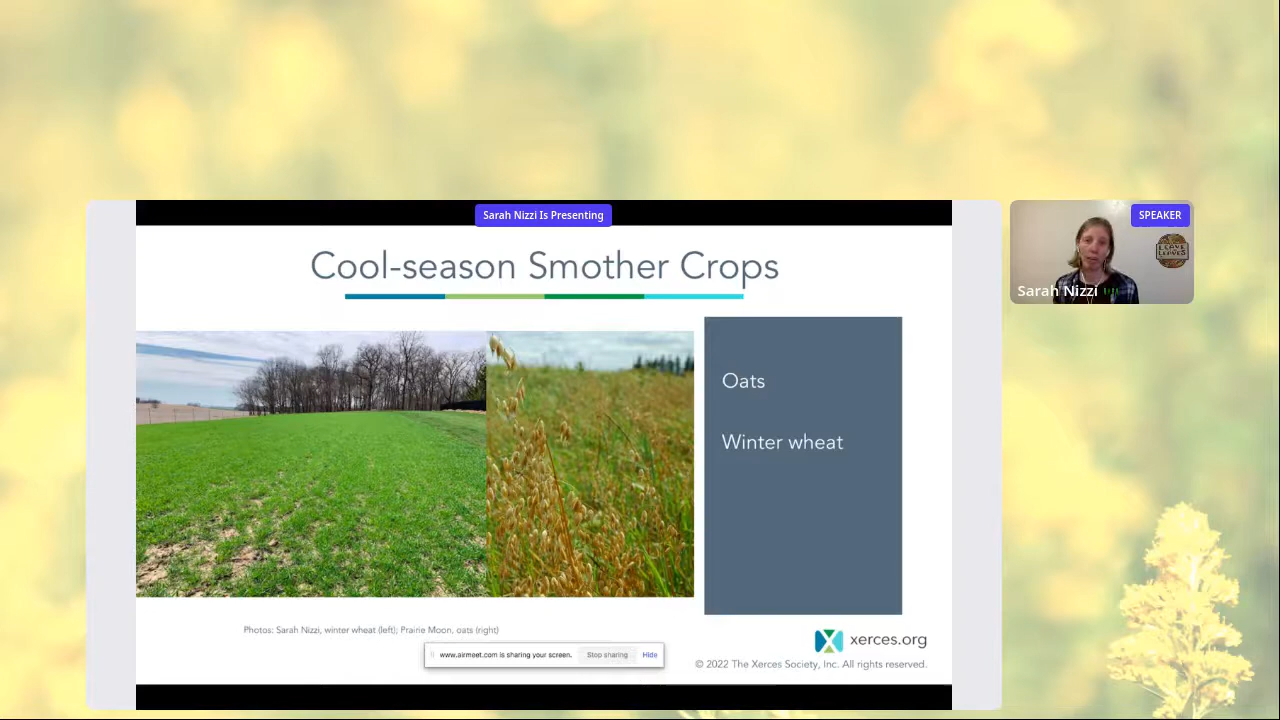 Sarah Nizzi Is Presenting
SPEAKER
LEAVE
LEAVES
Sarah Nizzi
Cool-season Smother Crops
Oats
Winter wheat
Photos: Sarah Nizzi, winter wheat (left); Prairie Moon, oats (right)
www.airmeet.com is sharing your screen.
Stop sharing
Hide
xerces.org
© 2022 The Xerces Society, Inc. All rights reserved.